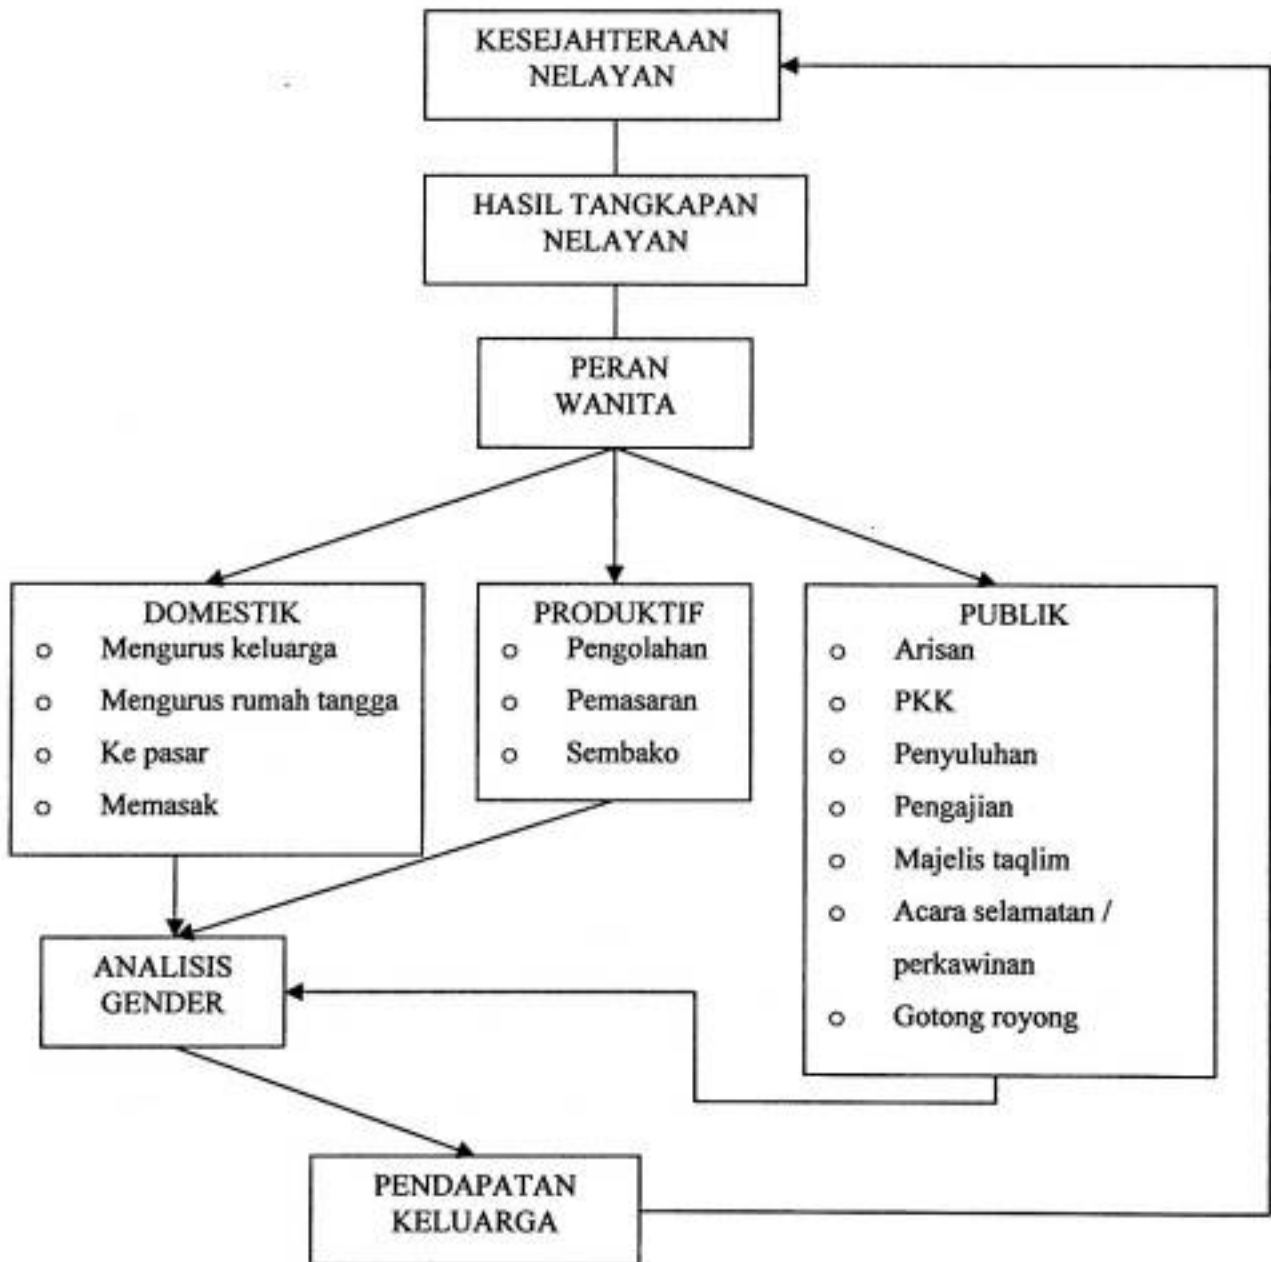 KESEJAHTERAAN
NELAYAN
HASIL TANGKAPAN
NELAYAN
PERAN
WANITA
DOMESTIK
o Mengurus keluarga
o Mengurus rumah tangga
o Ke pasar
o Memasak
PRODUKTIF
o Pengolahan
o Pemasaran
o Sembako
PUBLIK
o Arisan
o PKK
o Penyuluhan
o Pengajian
o Majelis taqlim
o Acara selamatan /
perkawinan
o Gotong royong
ANALISIS
GENDER
PENDAPATAN
KELUARGA